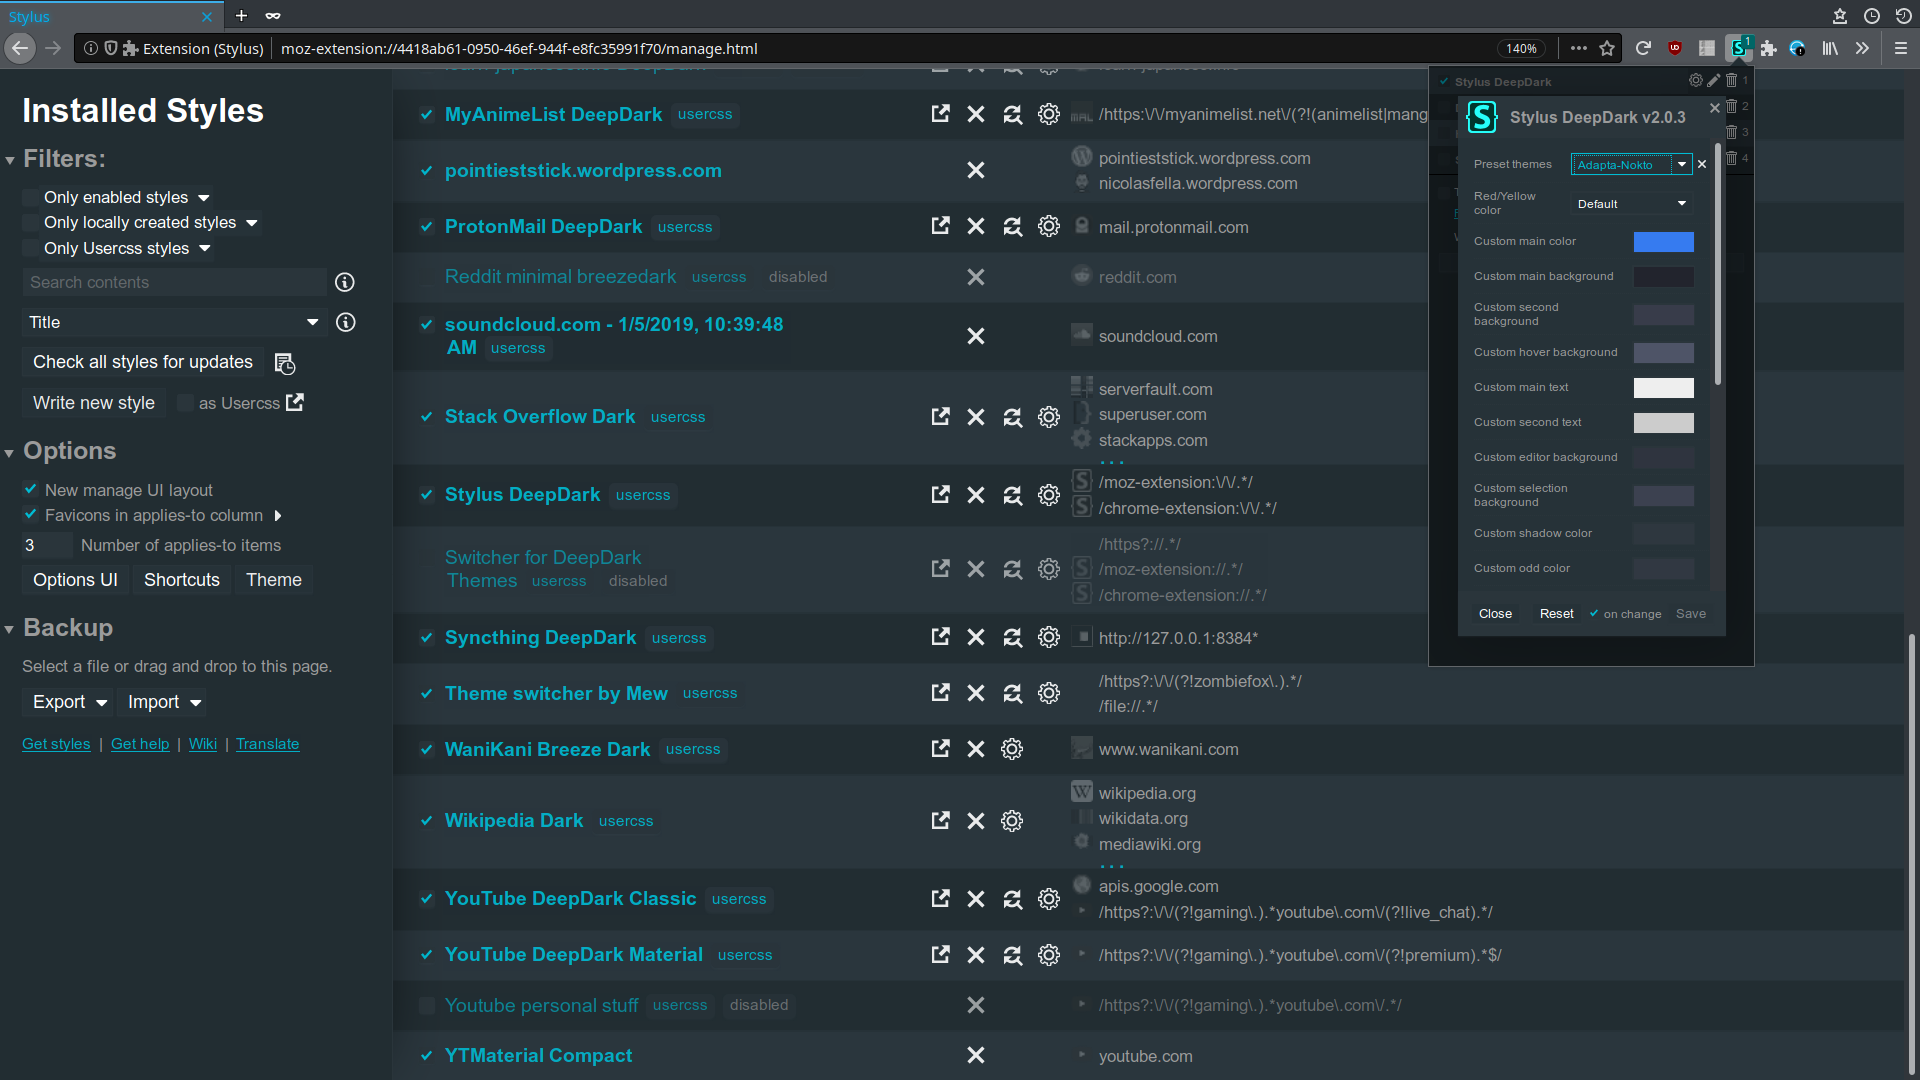 Stylus
Extension (Stylus)
moz-extension://4418ab61-0950-46ef-944f-e8fc35991f70/manage.html
140%
1
Installed Styles
Filters:
Only enabled styles
Only locally created styles
Only Usercss styles
Search contents
Title
Check all styles for updates
Write new style
as Usercss
Options
New manage UI layout
Favicons in applies-to column
3 Number of applies-to items
Options UI Shortcuts Theme
Backup
Select a file or drag and drop to this page.
Export Import
Get styles | Get help | Wiki | Translate
MyAnimeList DeepDark usercss
/https:\/\/myanimelist.net\/(?!(animelist|mang
pointieststick.wordpress.com
pointieststick.wordpress.com
nicolasfella.wordpress.com
ProtonMail DeepDark usercss
mail.protonmail.com
Reddit minimal breezedark usercss disabled
reddit.com
soundcloud.com - 1/5/2019, 10:39:48
AM usercss
soundcloud.com
Stack Overflow Dark usercss
serverfault.com
superuser.com
stackapps.com
...
Stylus DeepDark usercss
/moz-extension:\/\/.*/
/chrome-extension:\/\/.*/
Switcher for DeepDark
Themes usercss disabled
/https?://.*/
/moz-extension://.*/
/chrome-extension://.*/
Syncthing DeepDark usercss
http://127.0.0.1:8384*
Theme switcher by Mew usercss
/https?:\/\/(?!zombiefox\.).*/
/file://.*/
WaniKani Breeze Dark usercss
www.wanikani.com
Wikipedia Dark usercss
wikipedia.org
wikidata.org
mediawiki.org
...
YouTube DeepDark Classic usercss
apis.google.com
/https?:\/\/(?!gaming\.).*youtube\.com\/(?!live_chat).*/
YouTube DeepDark Material usercss
/https?:\/\/(?!gaming\.).*youtube\.com\/(?!premium).*$/
Youtube personal stuff usercss disabled
/https?:\/\/(?!gaming\.).*youtube\.com\/.*/
YTMaterial Compact
youtube.com
Stylus DeepDark
1
2
3
4
Stylus DeepDark v2.0.3
Preset themes Adapta-Nokto
Red/Yellow
color
Default
Custom main color
Custom main background
Custom second
background
Custom hover background
Custom main text
Custom second text
Custom editor background
Custom selection
background
Custom shadow color
Custom odd color
Close Reset on change Save